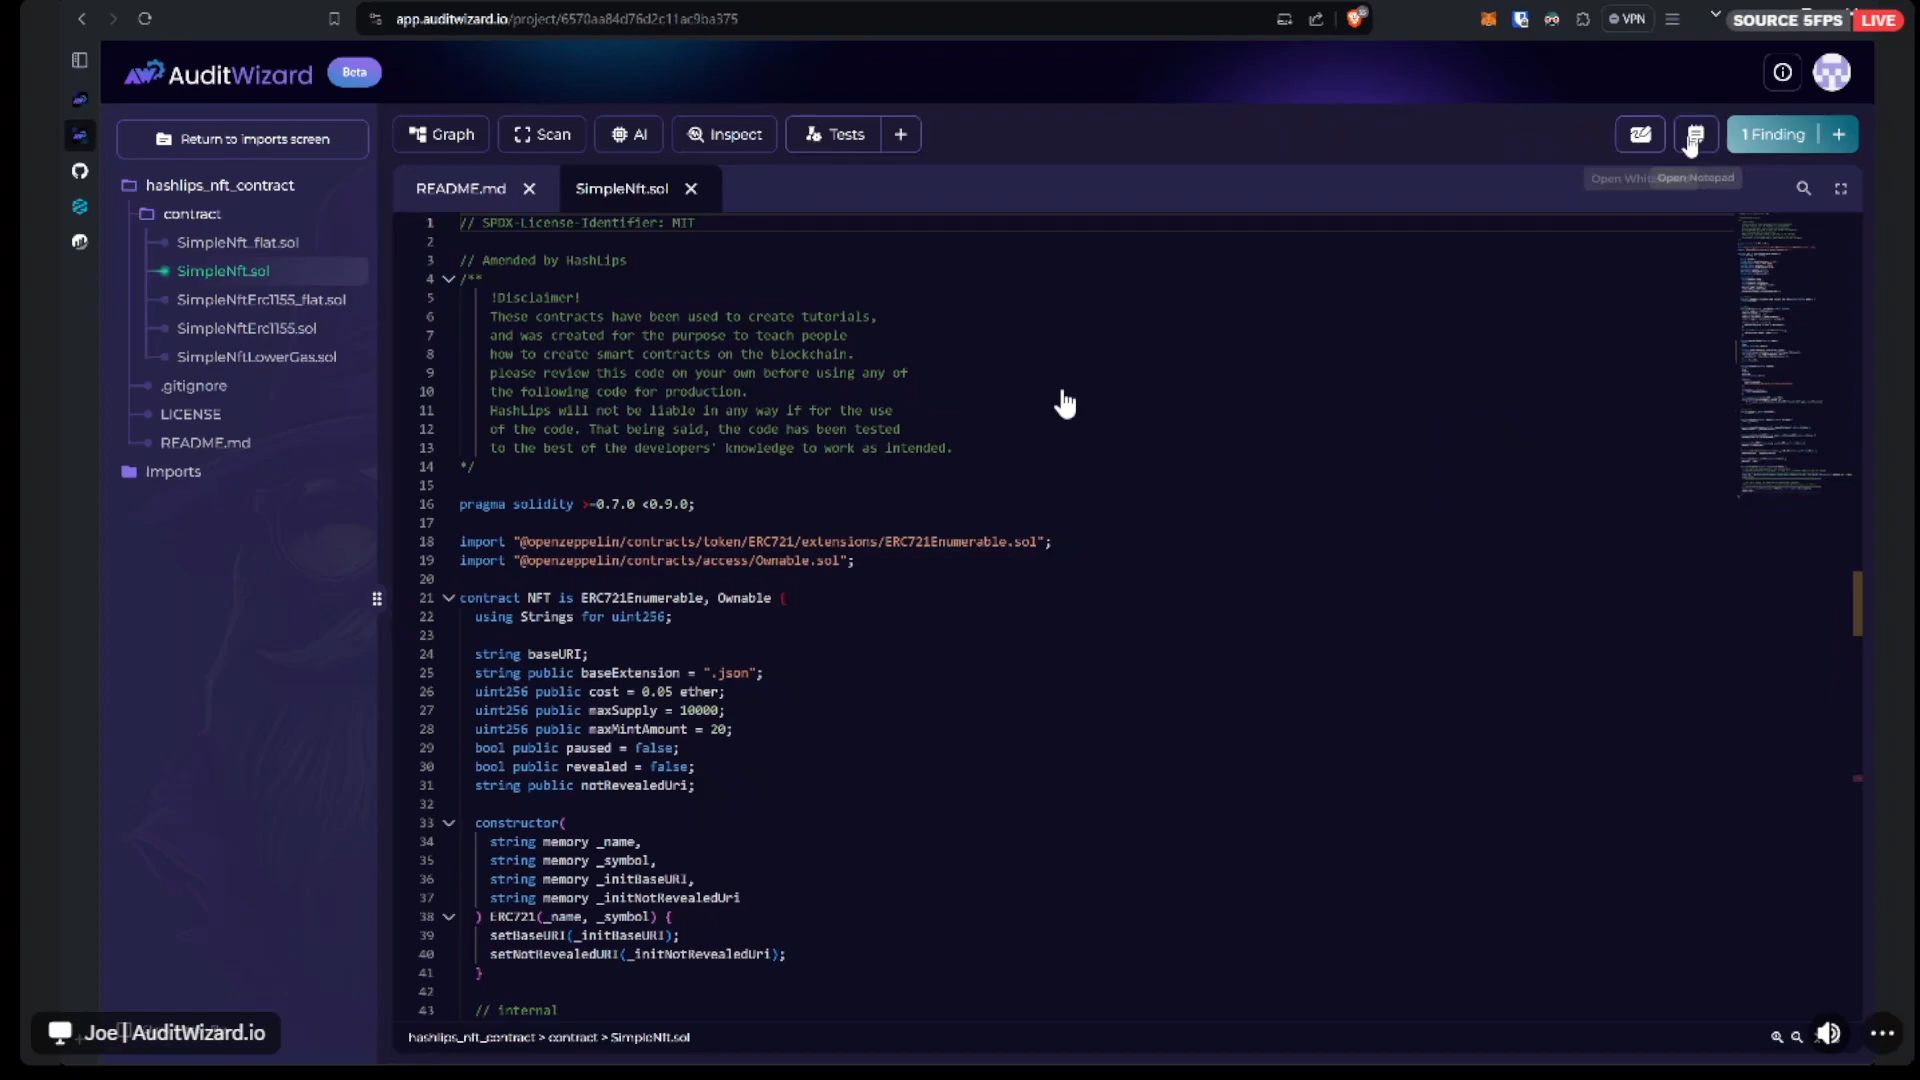 app.auditwizard.io/project/6570aa84d76d2c11ac9ba375
VPN
SOURCE 5FPS
LIVE
AW AuditWizard
Beta
Return to imports screen
Graph
Scan
AI
Inspect
Tests
+
1 Finding
+
Open Notepad
hashlips_nft_contract
contract
SimpleNft_flat.sol
SimpleNft.sol
SimpleNftErc1155_flat.sol
SimpleNftErc1155.sol
SimpleNftLowerGas.sol
.gitignore
LICENSE
README.md
Imports
README.md
SimpleNft.sol
1 // SPDX-License-Identifier: MIT
2
3 // Amended by HashLips
4 /**
5 !Disclaimer!
6 These contracts have been used to create tutorials,
7 and was created for the purpose to teach people
8 how to create smart contracts on the blockchain.
9 please review this code on your own before using any of
10 the following code for production.
11 HashLips will not be liable in any way if for the use
12 of the code. That being said, the code has been tested
13 to the best of the developers' knowledge to work as intended.
14 */
15
16 pragma solidity >=0.7.0 <0.9.0;
17
18 import "@openzeppelin/contracts/token/ERC721/extensions/ERC721Enumerable.sol";
19 import "@openzeppelin/contracts/access/Ownable.sol";
20
21 contract NFT is ERC721Enumerable, Ownable {
22 using Strings for uint256;
23
24 string baseURI;
25 string public baseExtension = ".json";
26 uint256 public cost = 0.05 ether;
27 uint256 public maxSupply = 10000;
28 uint256 public maxMintAmount = 20;
29 bool public paused = false;
30 bool public revealed = false;
31 string public notRevealedUri;
32
33 constructor(
34 string memory _name,
35 string memory _symbol,
36 string memory _initBaseURI,
37 string memory _initNotRevealedUri
38 ) ERC721(_name, _symbol) {
39 setBaseURI(_initBaseURI);
40 setNotRevealedURI(_initNotRevealedUri);
41 }
42
43 // internal
hashlips_nft_contract > contract > SimpleNft.sol
Joe | AuditWizard.io